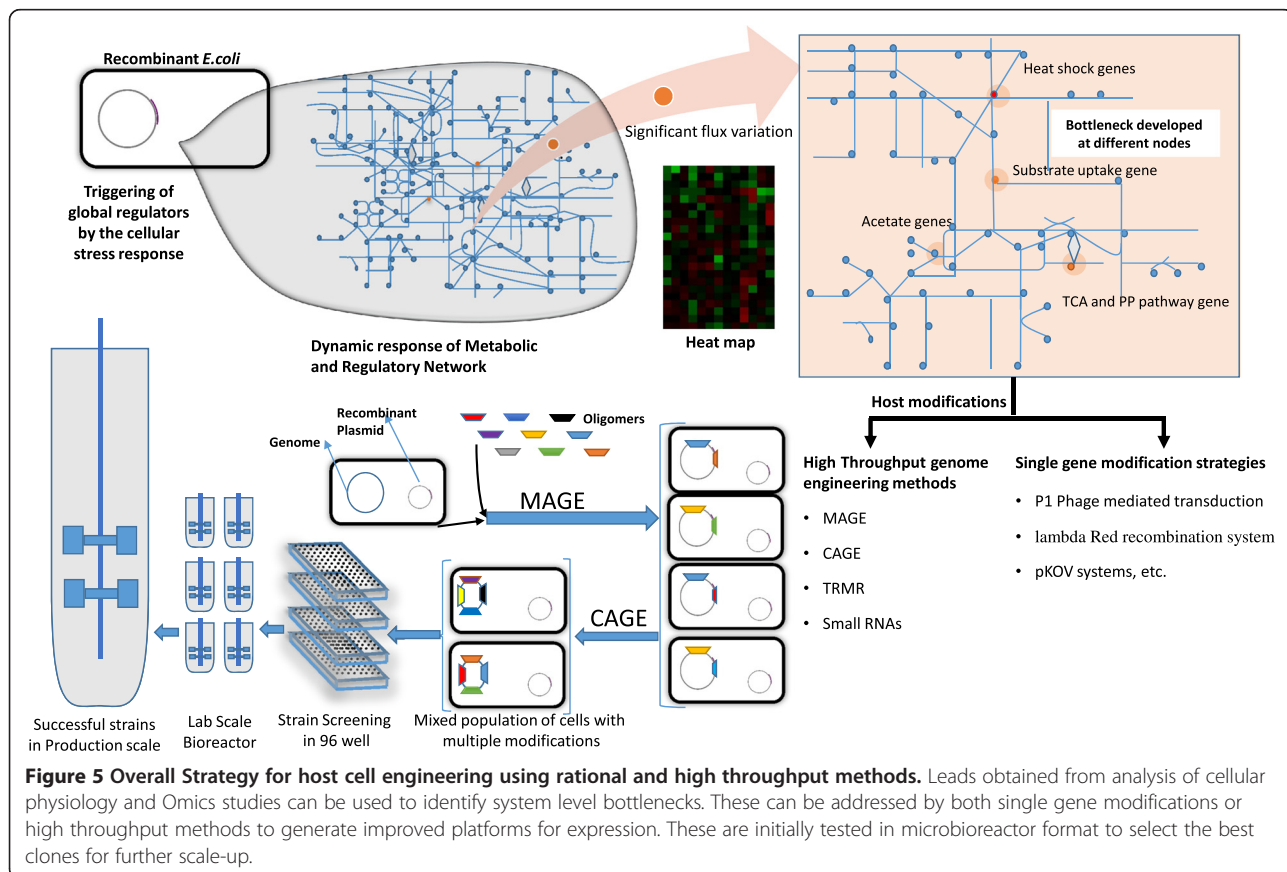 Recombinant E.coli
Triggering of
global regulators
by the cellular
stress response
Dynamic response of Metabolic
and Regulatory Network
Significant flux variation
Heat map
Heat shock genes
Bottleneck developed
at different nodes
Substrate uptake gene
Acetate genes
TCA and PP pathway gene
Host modifications
High Throughput genome
engineering methods
• MAGE
• CAGE
• TRMR
• Small RNAs
Single gene modification strategies
• P1 Phage mediated transduction
• lambda Red recombination system
• pKOV systems, etc.
Recombinant
Plasmid
Genome
Oligomers
MAGE
CAGE
Mixed population of cells with
multiple modifications
Strain Screening
in 96 well
Lab Scale
Bioreactor
Successful strains
in Production scale
Figure 5 Overall Strategy for host cell engineering using rational and high throughput methods. Leads obtained from analysis of cellular
physiology and Omics studies can be used to identify system level bottlenecks. These can be addressed by both single gene modifications or
high throughput methods to generate improved platforms for expression. These are initially tested in microbioreactor format to select the best
clones for further scale-up.